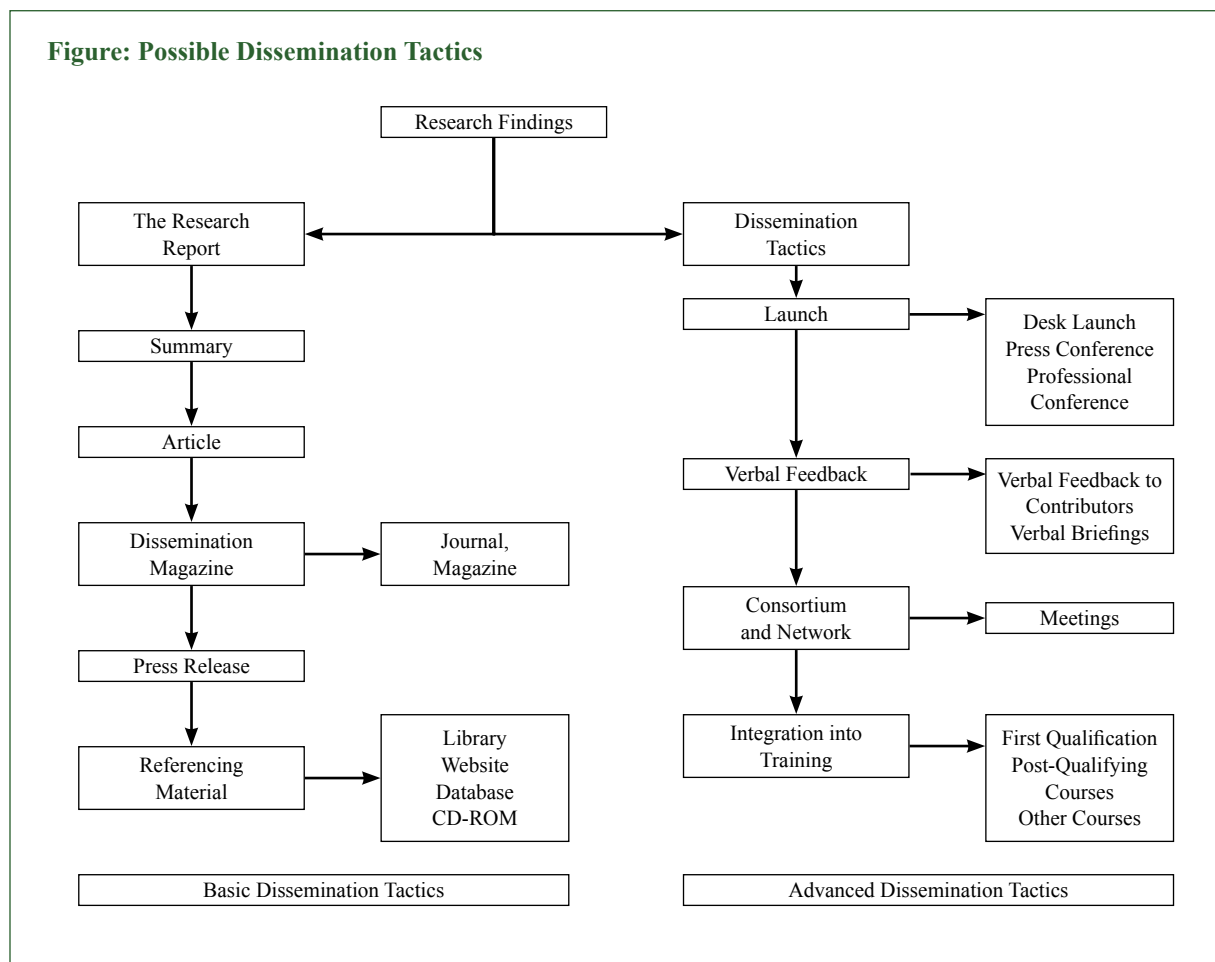 Figure: Possible Dissemination Tactics
Research Findings
The Research
Report
Summary
Article
Dissemination
Magazine
Journal,
Magazine
Press Release
Referencing
Material
Library
Website
Database
CD-ROM
Basic Dissemination Tactics
Dissemination
Tactics
Launch
Desk Launch
Press Conference
Professional
Conference
Verbal Feedback
Verbal Feedback to
Contributors
Verbal Briefings
Consortium
and Network
Meetings
Integration into
Training
First Qualification
Post-Qualifying
Courses
Other Courses
Advanced Dissemination Tactics